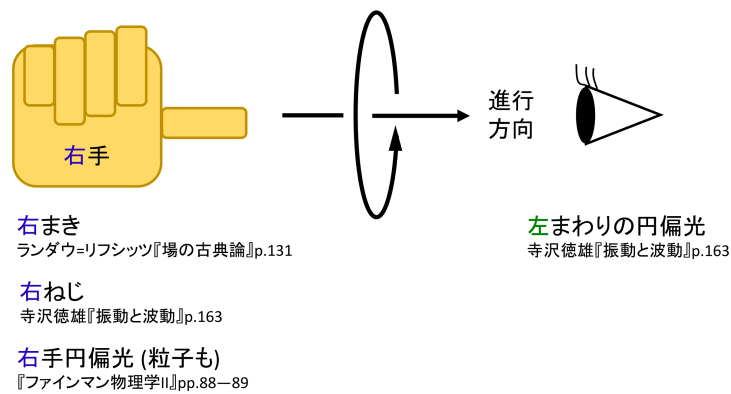 右手
進行
方向
右まき
ランダウ=リフシッツ『場の古典論』p.131
右ねじ
寺沢徳雄『振動と波動』p.163
右手円偏光 (粒子も)
『ファインマン物理学II』pp.88—89
左まわりの円偏光
寺沢徳雄『振動と波動』p.163